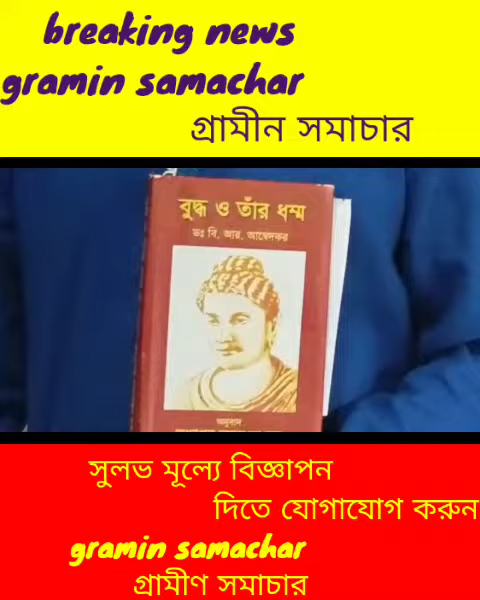 breaking news
gramin samachar
গ্রামীন সমাচার
বুদ্ধ ও তাঁর ধম্ম
ডঃ বি. আর. আম্বেদকর
অনুবাদ
সুলভ মূল্যে বিজ্ঞাপন
দিতে যোগাযোগ করুন
gramin samachar
গ্রামীণ সমাচার